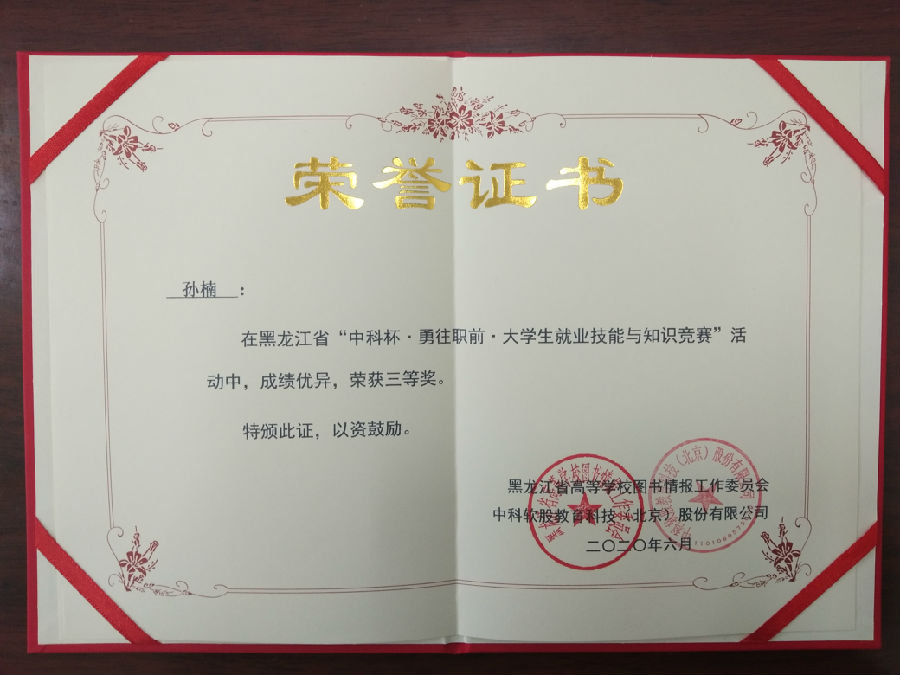 荣誉证书
孙楠：
在黑龙江省“中科杯·勇往职前·大学生就业技能与知识竞赛”活
动中，成绩优异，荣获三等奖。
特颁此证，以资鼓励。
黑龙江省高等学校图书情报工作委员会
中科软股教育科技（北京）股份有限公司
二〇二〇年六月